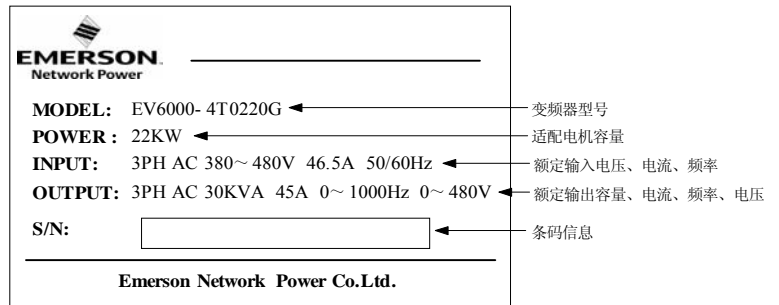 EMERSON.
Network Power
MODEL: EV6000-4T0220G 变频器型号
POWER: 22KW 适配电机容量
INPUT: 3PH AC 380～480V 46.5A 50/60Hz 额定输入电压、电流、频率
OUTPUT: 3PH AC 30KVA 45A 0～1000Hz 0～480V 额定输出容量、电流、频率、电压
S/N: 条码信息
Emerson Network Power Co.Ltd.